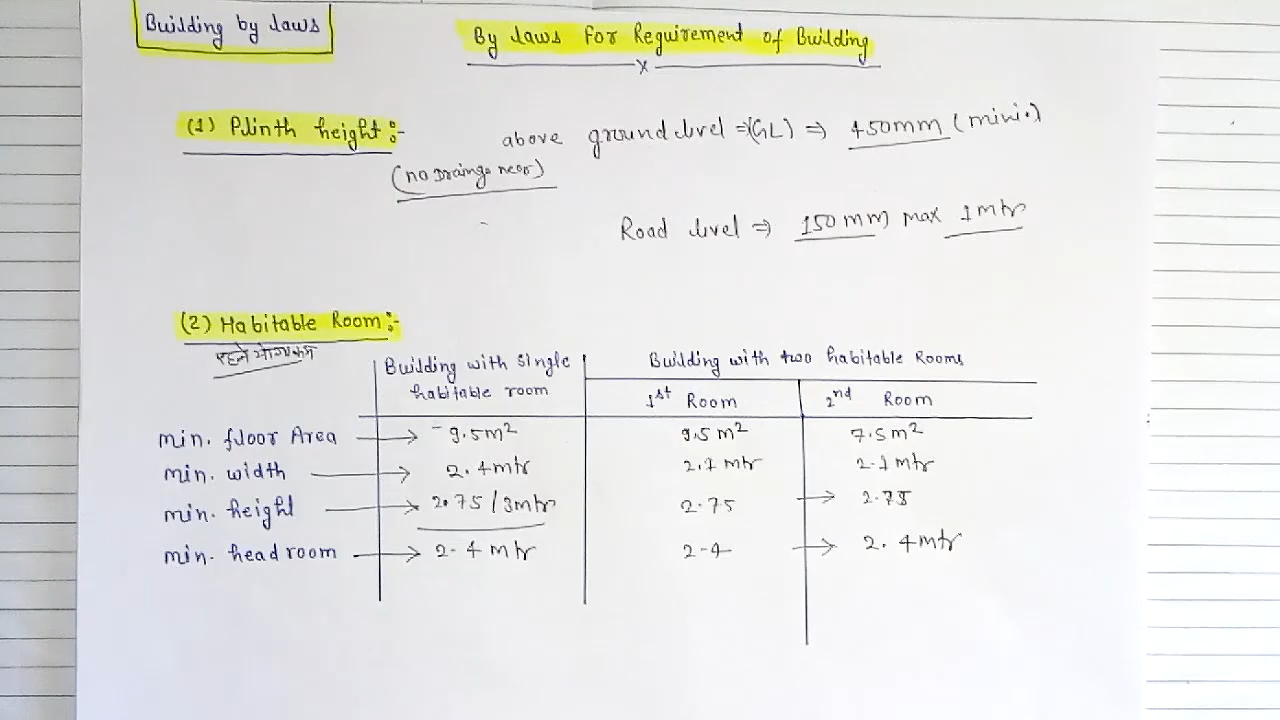 Building by laws
By laws for Requirement of Building
x
(1) Plinth height :- above ground level ⇒(GL) ⇒ 450mm (mini.)
(no Drainge near)
Road level ⇒ 150mm max 1mtr
(2) Habitable Room :-
रहने योग्य कमरा
Building with single habitable room
Building with two habitable Rooms
1st Room 2nd Room
min. floor Area → 9.5m² 9.5m² 7.5m²
min. width → 2.4mtr 2.1 mtr 2.1mtr
min. height → 2.75/3mtr 2.75 → 2.75
min. head room → 2.4 mtr 2.4 → 2.4mtr